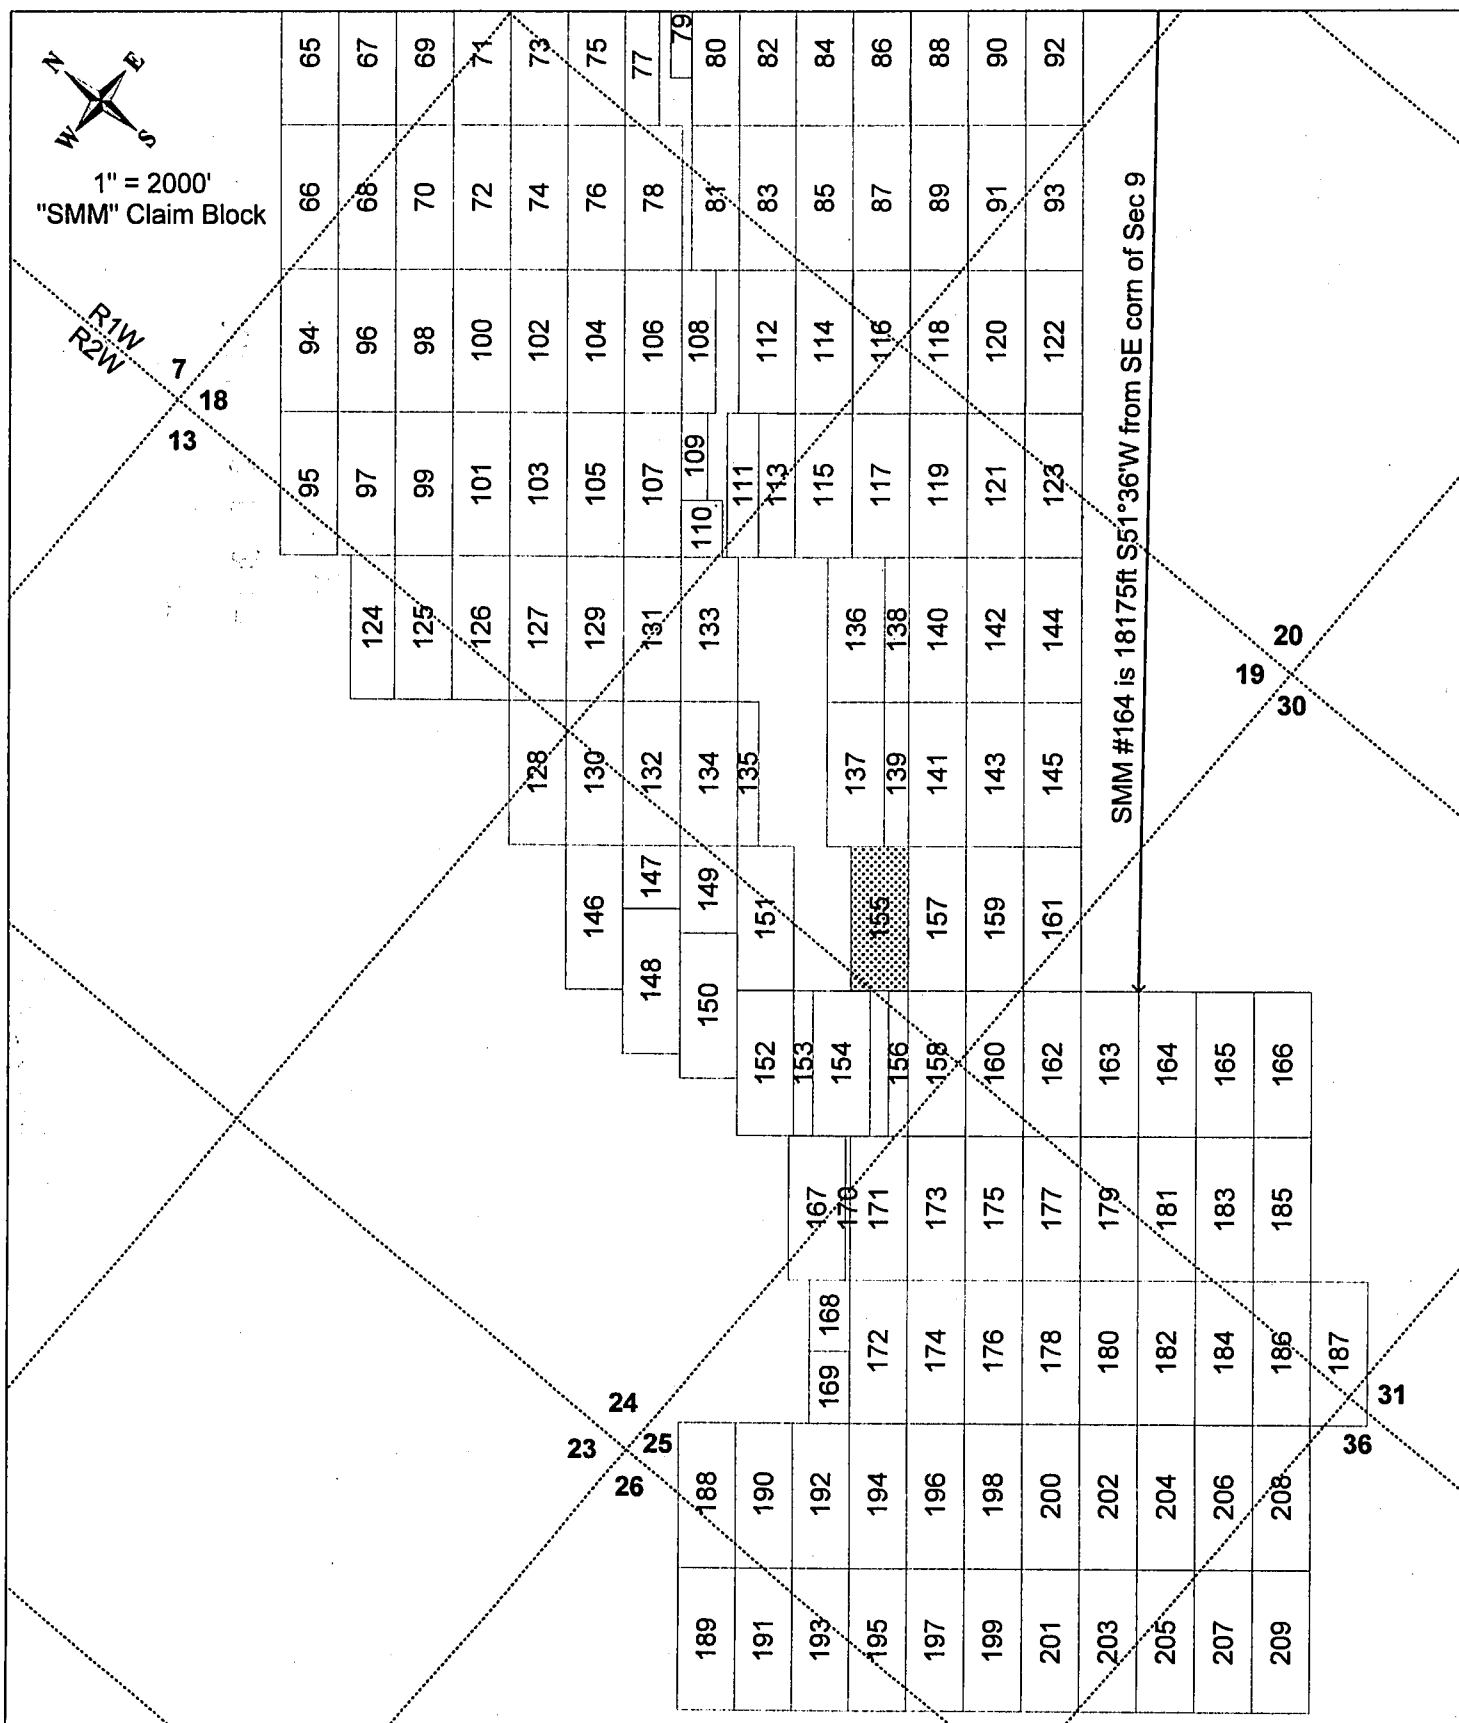 N E
W S
1" = 2000'
"SMM" Claim Block
R1W
R2W
7
18
13
65 67 69 71 73 75 77 79 80 82 84 86 88 90 92
66 68 70 72 74 76 78 81 83 85 87 89 91 93
94 96 98 100 102 104 106 108 112 114 116 118 120 122
95 97 99 101 103 105 107 109 111 113 115 117 119 121 123
110
124 125 126 127 129 131 133 136 138 140 142 144
128 130 132 134 135 137 139 141 143 145
146 147 149 151 155 157 159 161
148 150
152 153 154 156 158 160 162 163 164 165 166
167 170 171 173 175 177 179 181 183 185
168 172 174 176 178 180 182 184 186 187
169
188 190 192 194 196 198 200 202 204 206 208
189 191 193 195 197 199 201 203 205 207 209
SMM #164 is 18175ft S51°36'W from SE corn of Sec 9
20
19
30
24
23 25
26
31
36